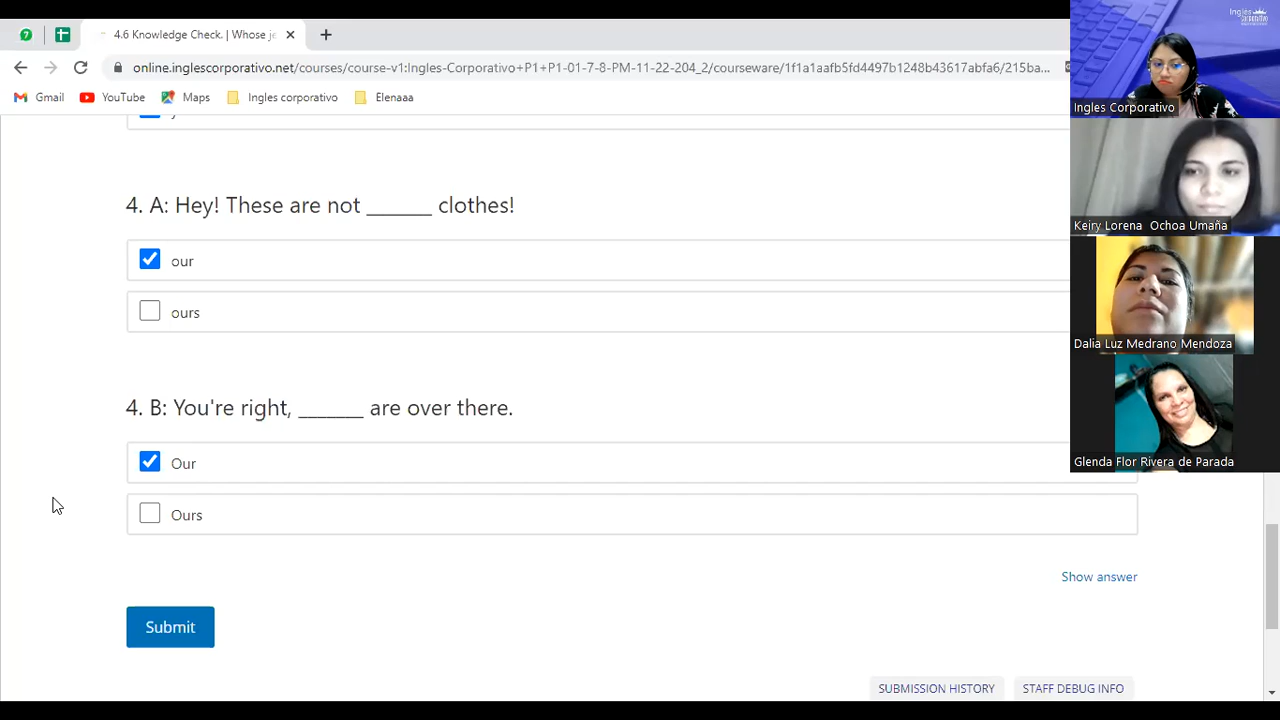 4.6 Knowledge Check. | Whose je
online.inglescorporativo.net/courses/course-v1:Ingles-Corporativo+P1+P1-01-7-8-PM-11-22-204_2/courseware/1f1a1aafb5fd4497b1248b43617abfa6/215ba...
Gmail YouTube Maps Ingles corporativo Elenaaa
4. A: Hey! These are not _______ clothes!
our
ours
4. B: You're right, _______ are over there.
Our
Ours
Show answer
Submit
SUBMISSION HISTORY STAFF DEBUG INFO
Ingles Corporativo
Keiry Lorena Ochoa Umaña
Dalia Luz Medrano Mendoza
Glenda Flor Rivera de Parada